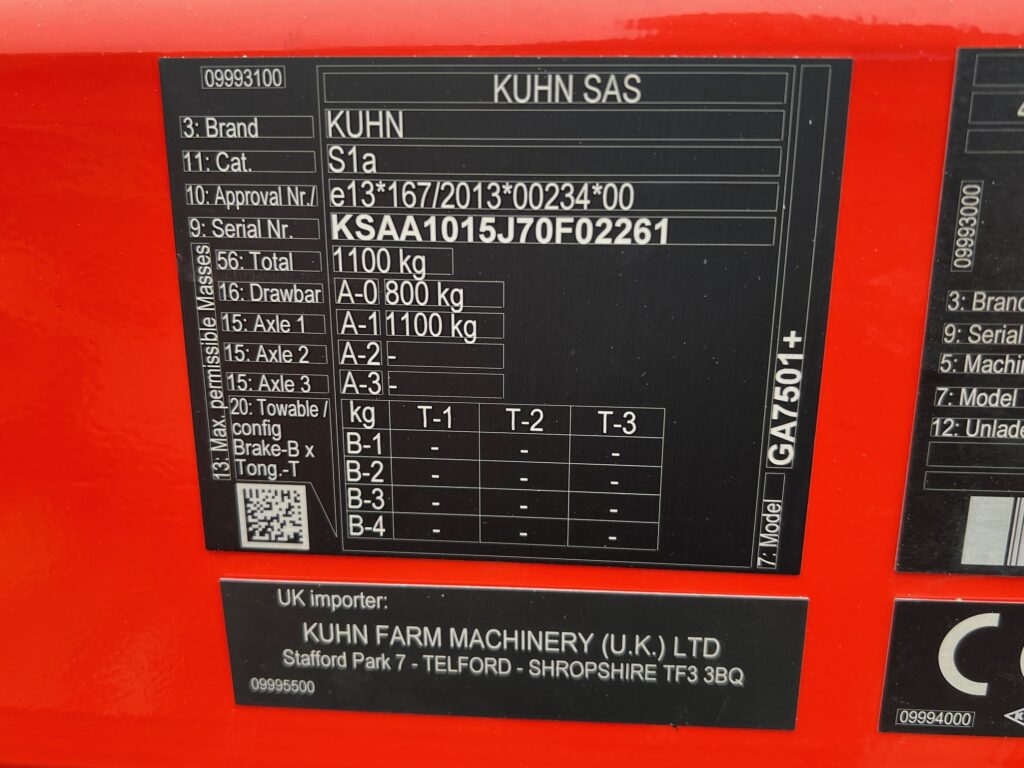 09993100
KUHN SAS
3: Brand KUHN
11: Cat. S1a
10: Approval Nr./ e13*167/2013*00234*00
9: Serial Nr. KSAA1015J70F02261
13: Max. permissible Masses
56: Total 1100 kg
16: Drawbar A-0 800 kg
15: Axle 1 A-1 1100 kg
15: Axle 2 A-2 -
15: Axle 3 A-3 -
20: Towable / config Brake-B x Tong.-T
kg T-1 T-2 T-3
B-1 - - -
B-2 - - -
B-3 - - -
B-4 - - -
7: Model GA7501+
UK importer:
KUHN FARM MACHINERY (U.K.) LTD
Stafford Park 7 - TELFORD - SHROPSHIRE TF3 3BQ
09995500
09993000
3: Brand
9: Serial
5:
7: Model
12:
C
09994000